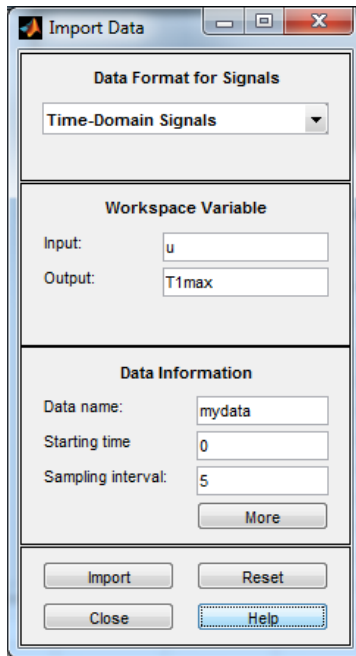 Import Data
Data Format for Signals
Time-Domain Signals
Workspace Variable
Input: u
Output: T1max
Data Information
Data name: mydata
Starting time 0
Sampling interval: 5
More
Import Reset
Close Help